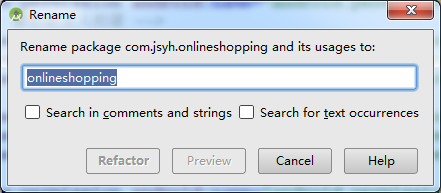 Rename
Rename package com.jsyh.onlineshopping and its usages to:
onlineshopping
Search in comments and strings Search for text occurrences
Refactor Preview Cancel Help